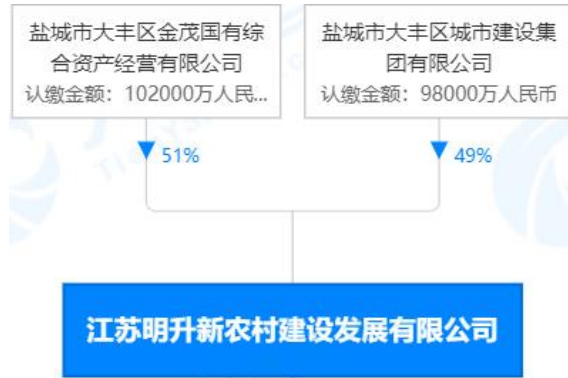 盐城市大丰区金茂国有综
合资产经营有限公司
认缴金额：102000万人民...
盐城市大丰区城市建设集
团有限公司
认缴金额：98000万人民币
51%
49%
江苏明升新农村建设发展有限公司